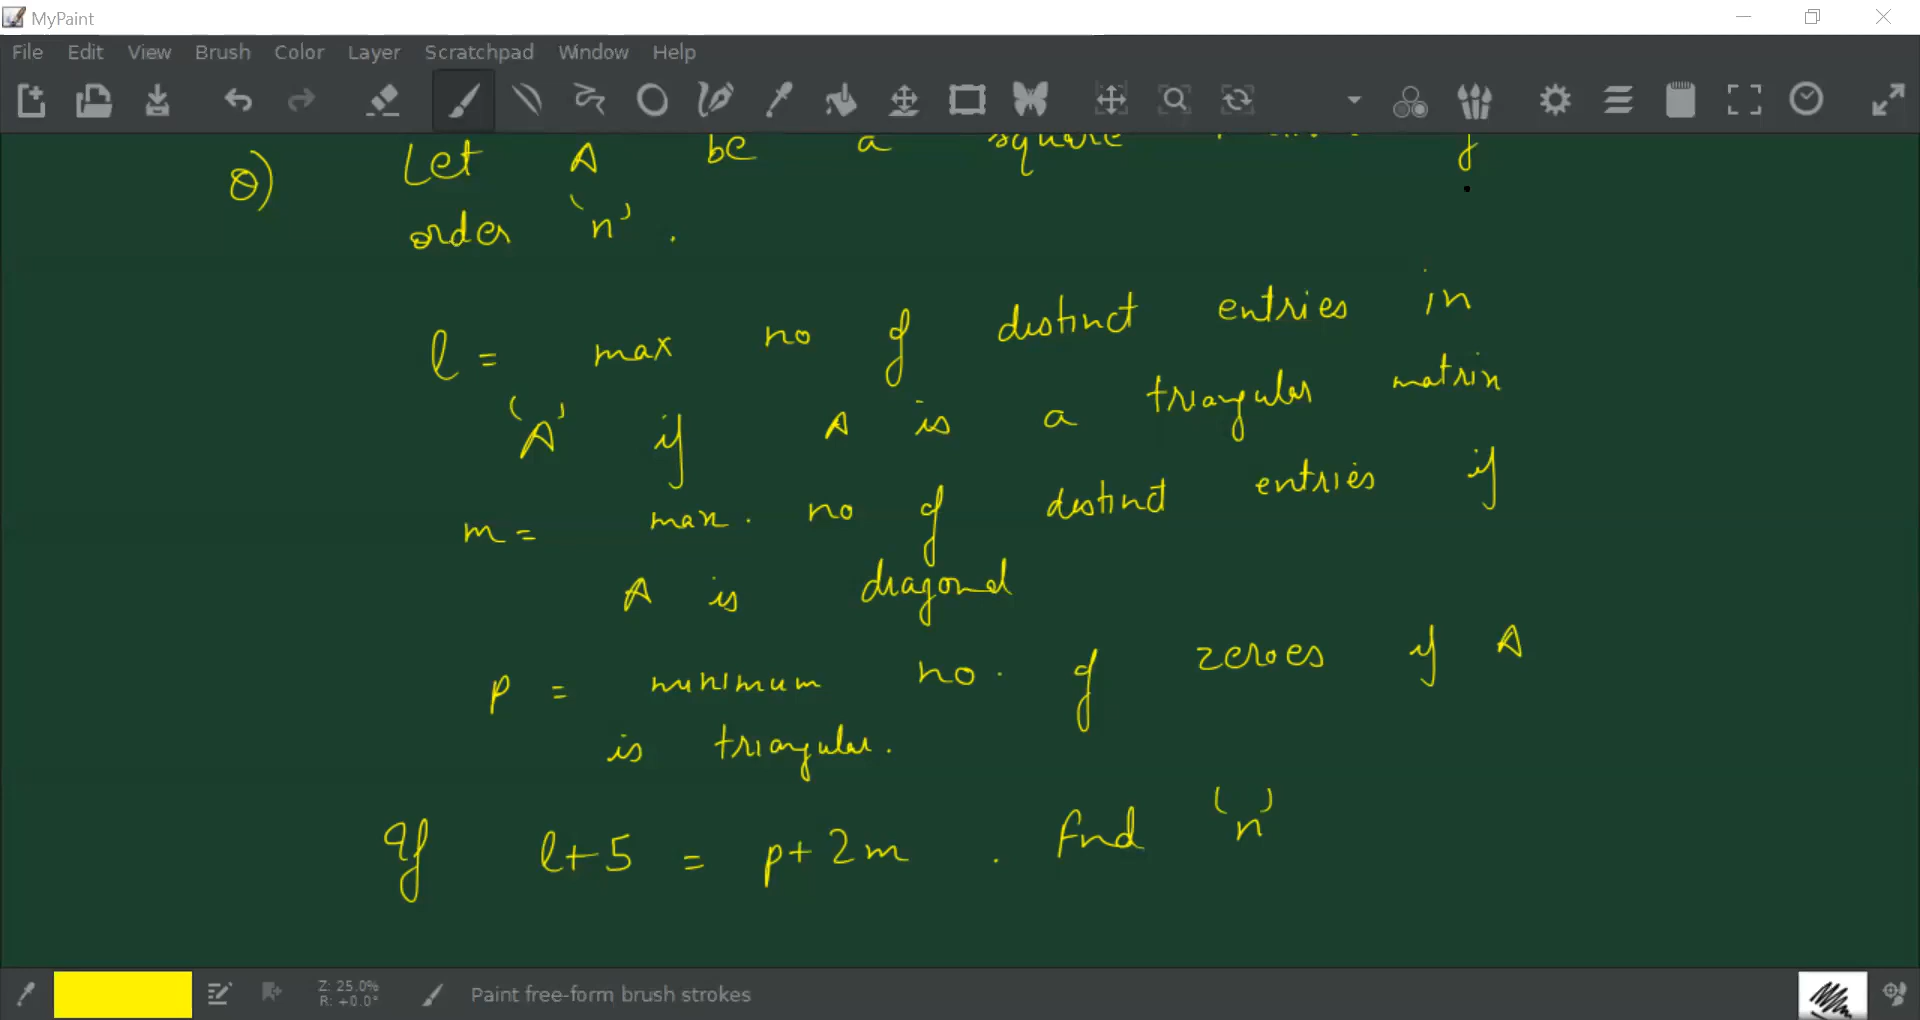 MyPaint
File Edit View Brush Color Layer Scratchpad Window Help
Q) Let A be a square
order 'n'.
l = max no of distinct entries in
'A' if A is a triangular matrix
m = max. no of distinct entries if
A is diagonal
p = minimum no. of zeroes if A
is triangular.
If l+5 = p+2m . find 'n'
Z: 25.0%
R: +0.0°
Paint free-form brush strokes